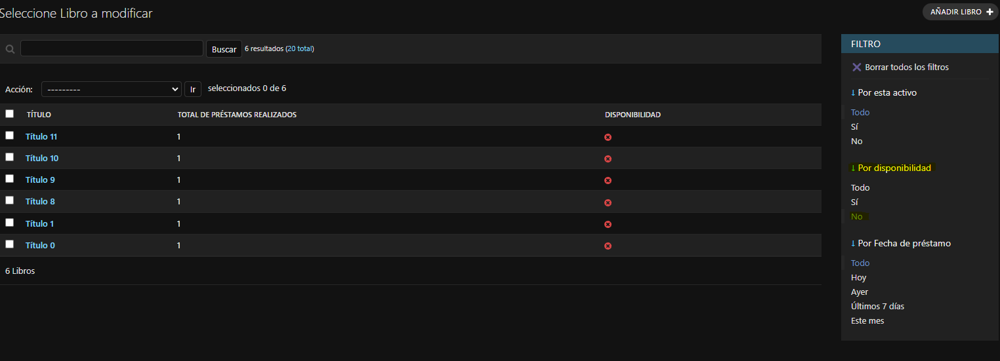 Seleccione Libro a modificar
AÑADIR LIBRO
Buscar 6 resultados (20 total)
Acción: --------- Ir seleccionados 0 de 6
TÍTULO TOTAL DE PRÉSTAMOS REALIZADOS DISPONIBILIDAD
Título 11 1
Título 10 1
Título 9 1
Título 8 1
Título 1 1
Título 0 1
6 Libros
FILTRO
Borrar todos los filtros
↓ Por esta activo
Todo
Sí
No
↓ Por disponibilidad
Todo
Sí
No
↓ Por Fecha de préstamo
Todo
Hoy
Ayer
Últimos 7 días
Este mes